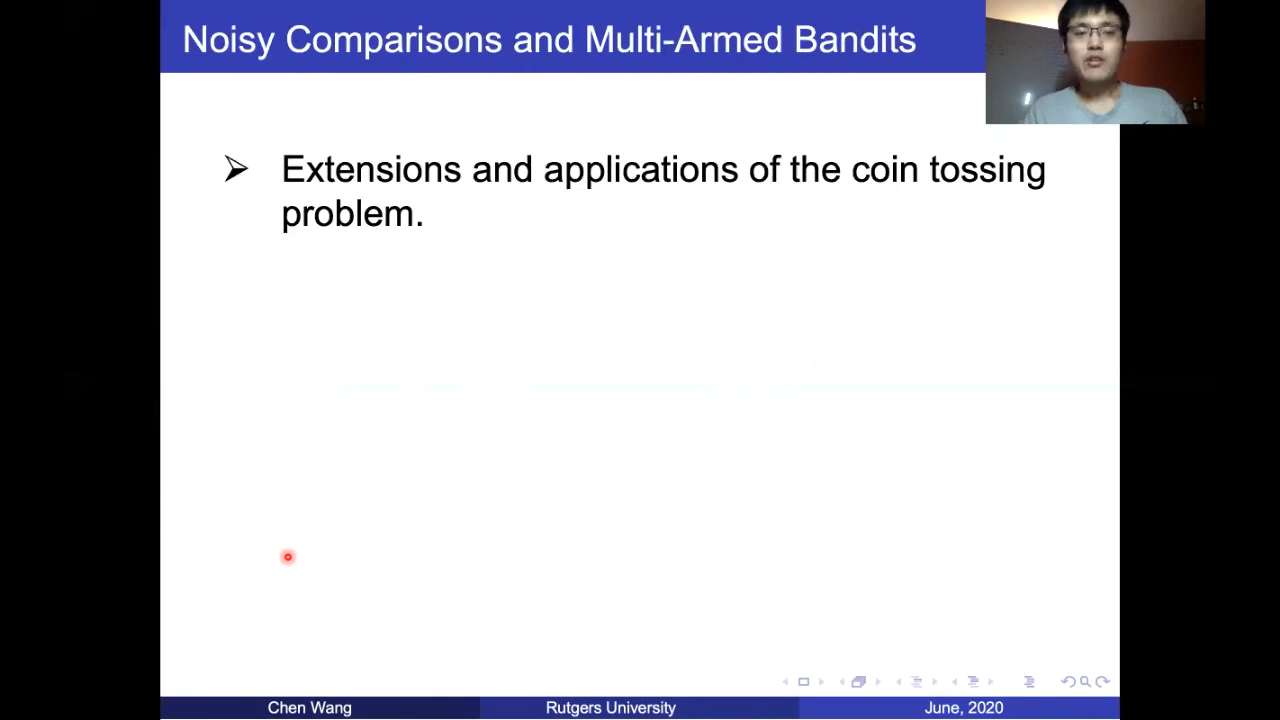 Noisy Comparisons and Multi-Armed Bandits
Extensions and applications of the coin tossing
problem.
Chen Wang Rutgers University June, 2020